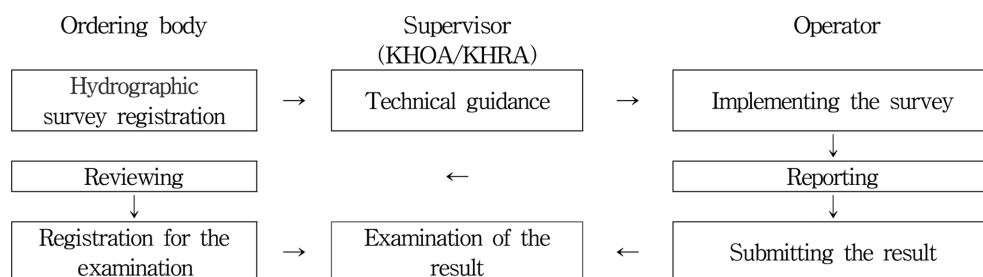 Ordering body
Supervisor
(KHOA/KHRA)
Operator
Hydrographic
survey registration
→
Technical guidance
→
Implementing the survey
↓
Reviewing
←
Reporting
↓
↓
Registration for the
examination
→
Examination of the
result
←
Submitting the result